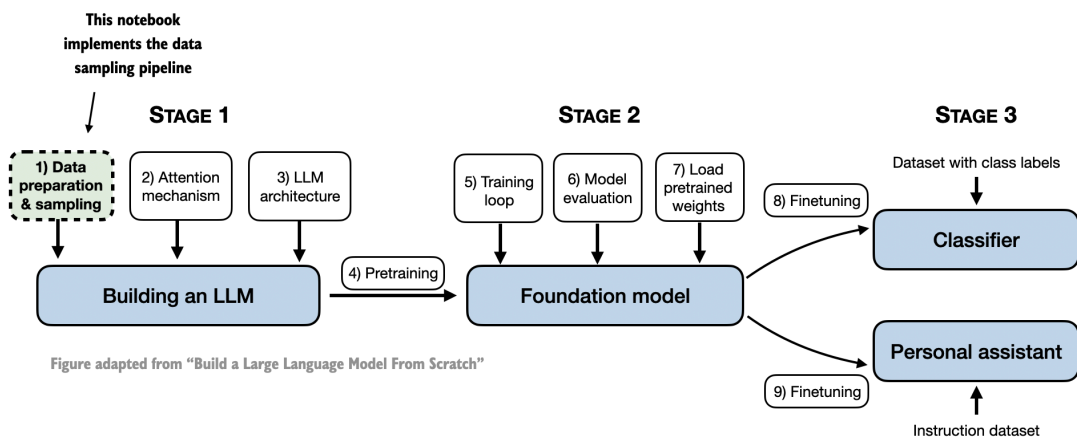 This notebook
implements the data
sampling pipeline
STAGE 1
STAGE 2
STAGE 3
1) Data
preparation
& sampling
2) Attention
mechanism
3) LLM
architecture
5) Training
loop
6) Model
evaluation
7) Load
pretrained
weights
Dataset with class labels
8) Finetuning
Classifier
Building an LLM
4) Pretraining
Foundation model
Personal assistant
9) Finetuning
Instruction dataset
Figure adapted from “Build a Large Language Model From Scratch”